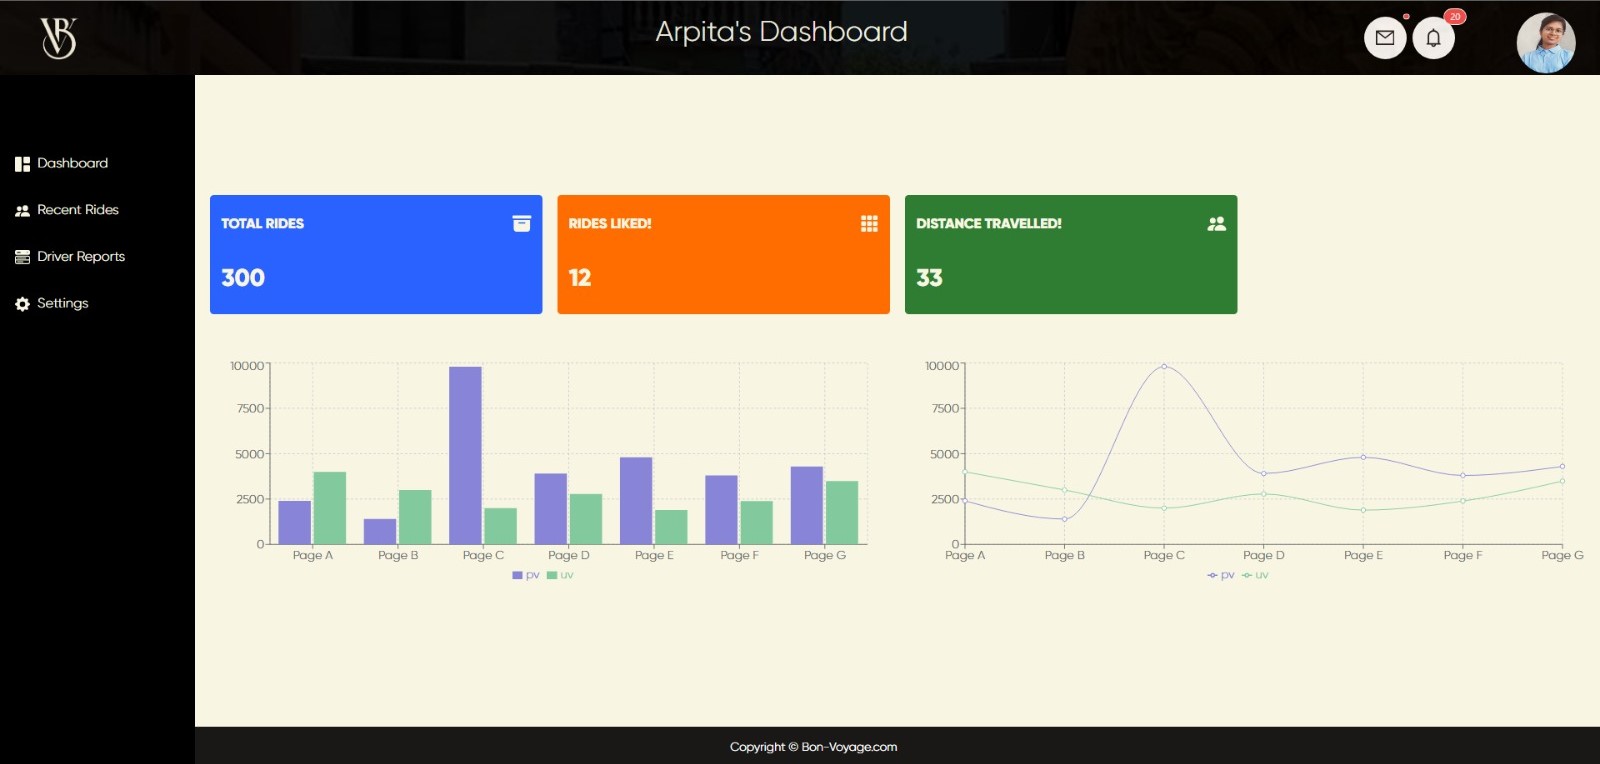 VB
Arpita's Dashboard
20
Dashboard
Recent Rides
Driver Reports
Settings
TOTAL RIDES
300
RIDES LIKED!
12
DISTANCE TRAVELLED!
33
10000
7500
5000
2500
0
Page A Page B Page C Page D Page E Page F Page G
pv uv
10000
7500
5000
2500
0
Page A Page B Page C Page D Page E Page F Page G
pv uv
Copyright © Bon-Voyage.com